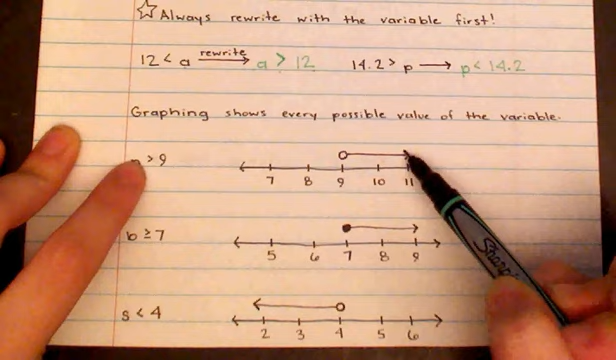 ☆ Always rewrite with the variable first!
12 < a rewrite→ a > 12 14.2 > p → p < 14.2
Graphing shows every possible value of the variable.
> 9
7 8 9 10 11
b ≥ 7
5 6 7 8 9
s < 4
2 3 4 5 6
Sharpie